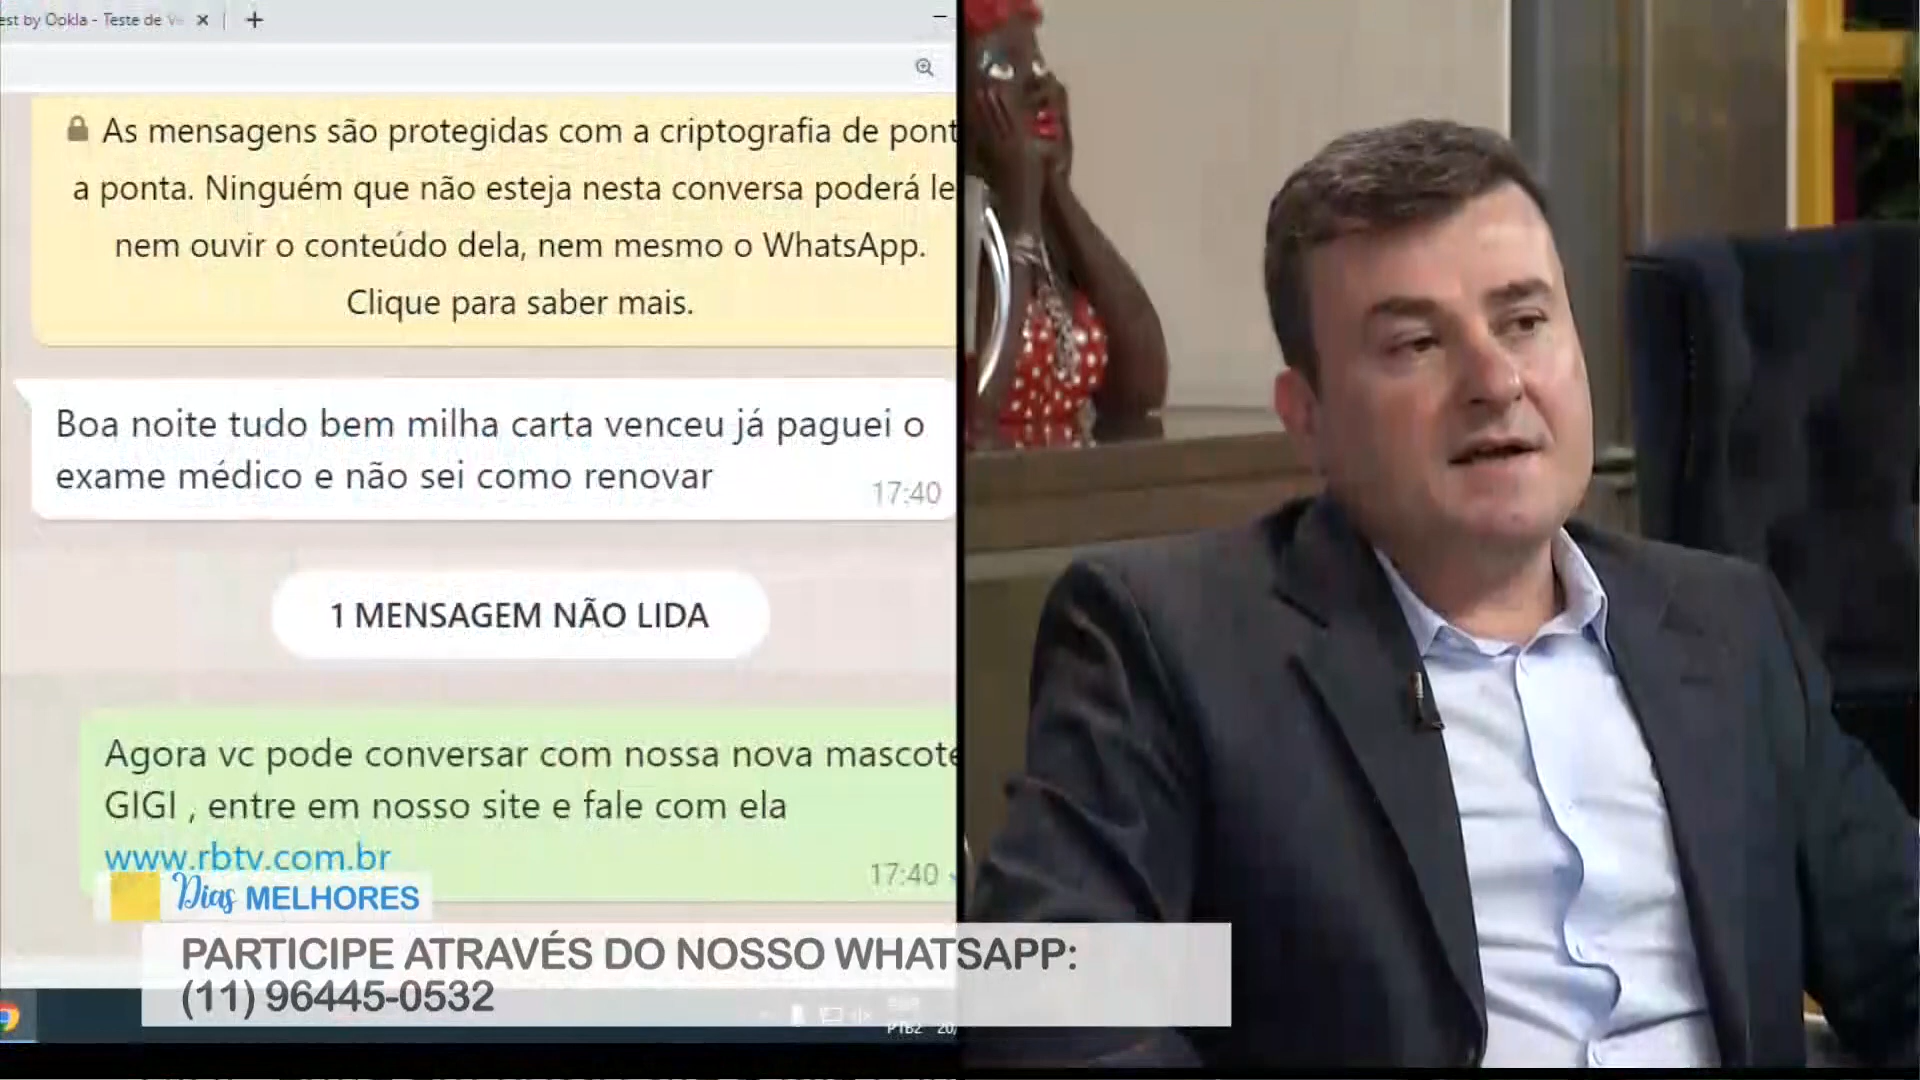 est by Ookla - Teste de
As mensagens são protegidas com a criptografia de pont
a ponta. Ninguém que não esteja nesta conversa poderá le
nem ouvir o conteúdo dela, nem mesmo o WhatsApp.
Clique para saber mais.
Boa noite tudo bem milha carta venceu já paguei o
exame médico e não sei como renovar
17:40
1 MENSAGEM NÃO LIDA
Agora vc pode conversar com nossa nova mascote
GIGI , entre em nosso site e fale com ela
www.rbtv.com.br
17:40
Dias MELHORES
PARTICIPE ATRAVÉS DO NOSSO WHATSAPP:
(11) 96445-0532
PTB2 20